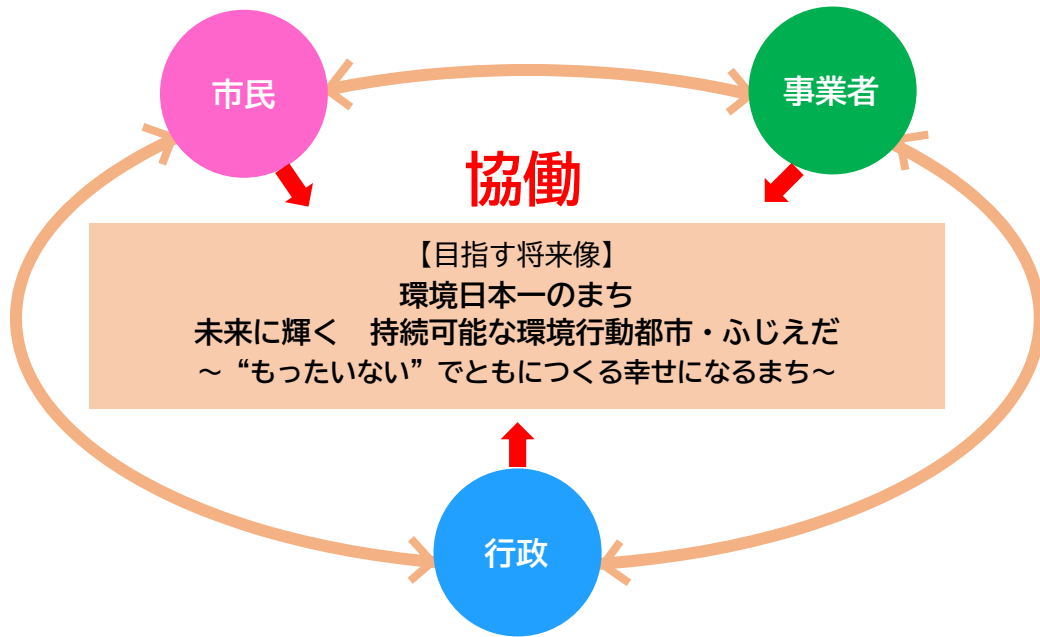 市民
事業者
協働
【目指す将来像】
環境日本一のまち
未来に輝く　持続可能な環境行動都市・ふじえだ
～“もったいない”でともにつくる幸せになるまち～
行政